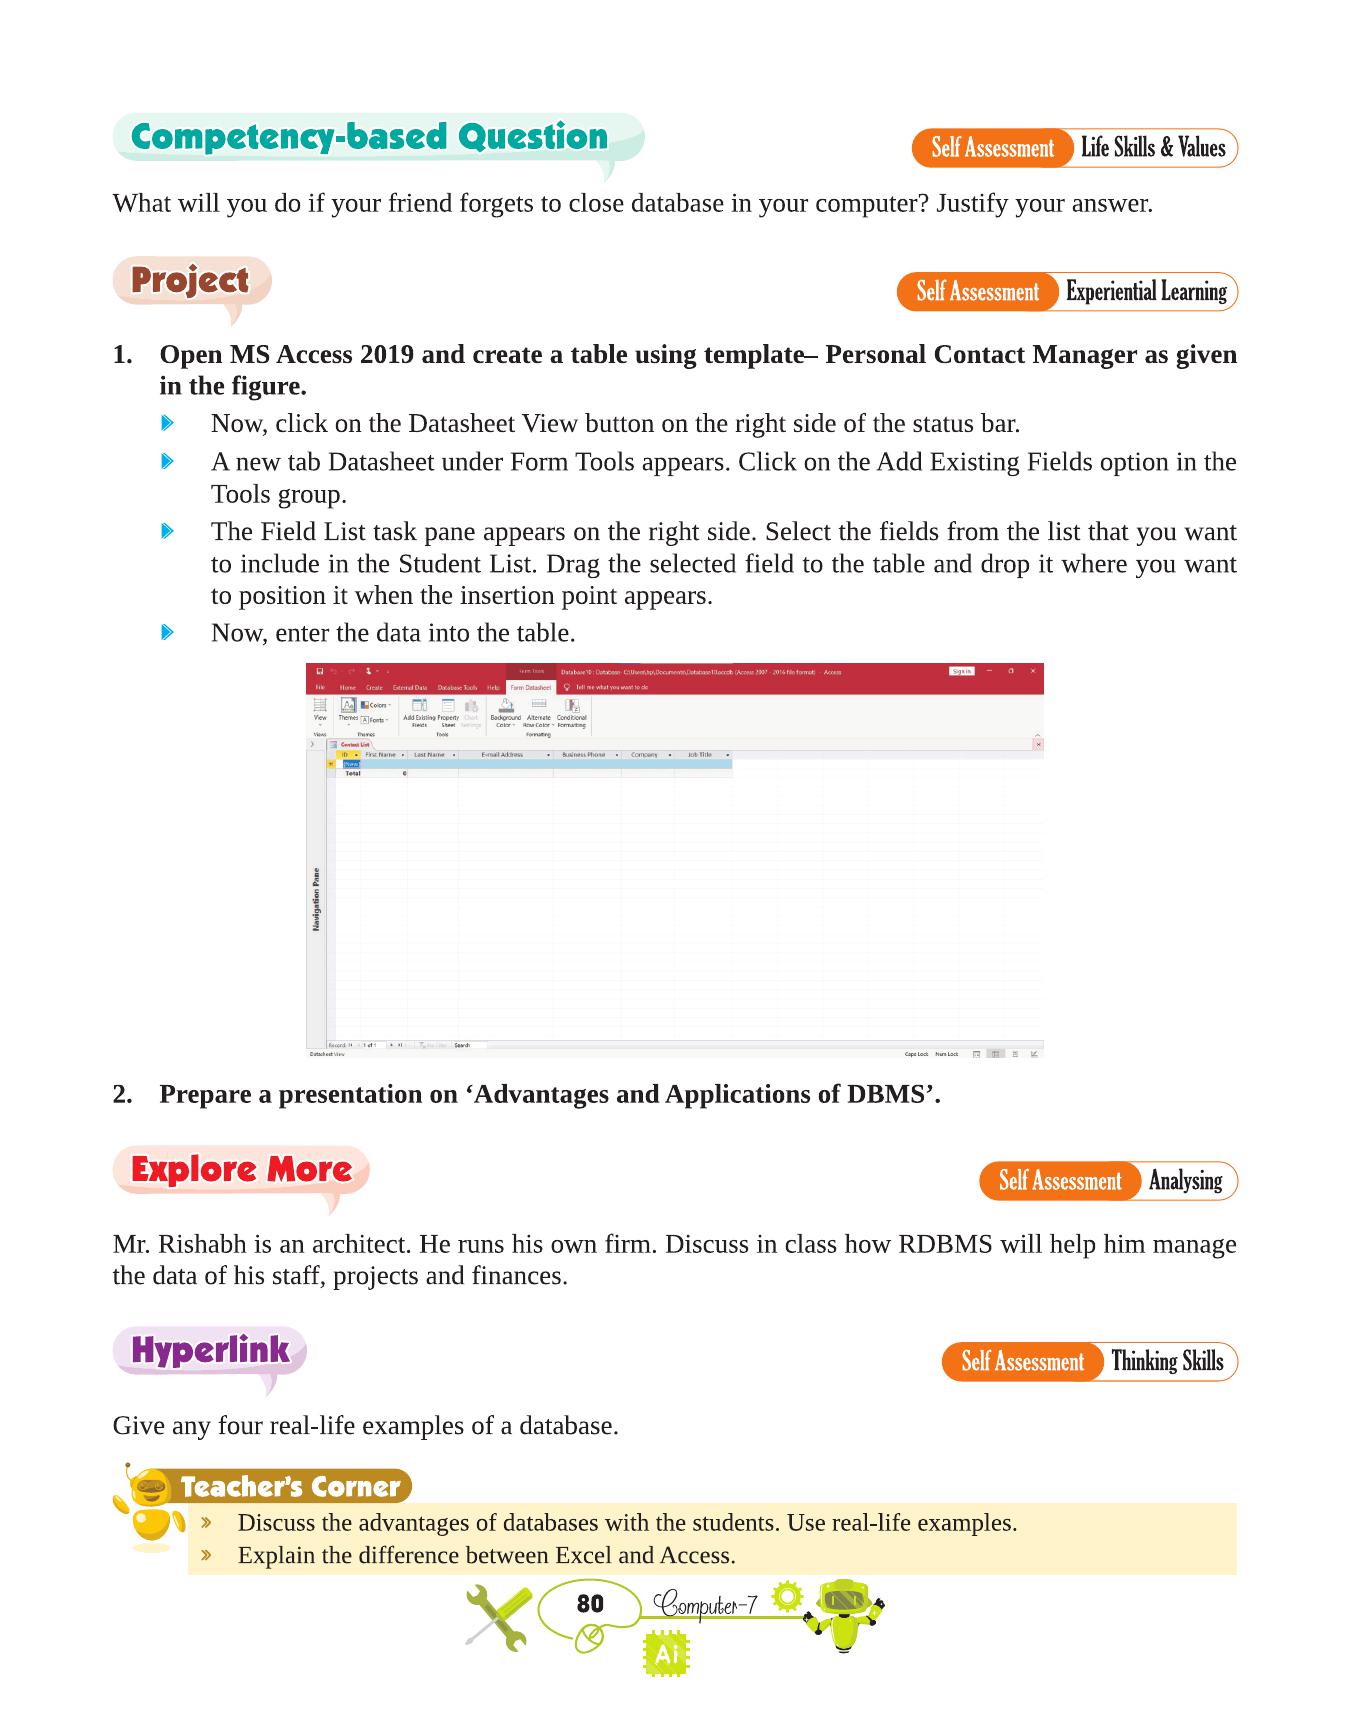 Competency-based Question
Self Assessment Life Skills & Values
What will you do if your friend forgets to close database in your computer? Justify your answer.
Project
Self Assessment Experiential Learning
1. Open MS Access 2019 and create a table using template– Personal Contact Manager as given
in the figure.
Now, click on the Datasheet View button on the right side of the status bar.
A new tab Datasheet under Form Tools appears. Click on the Add Existing Fields option in the
Tools group.
The Field List task pane appears on the right side. Select the fields from the list that you want
to include in the Student List. Drag the selected field to the table and drop it where you want
to position it when the insertion point appears.
Now, enter the data into the table.
Form Tools Database10 : Database- C:\Users\hp\Documents\Database10.accdb (Access 2007 - 2016 file format) - Access Sign in
File Home Create External Data Database Tools Help Form Datasheet Tell me what you want to do
View Themes Colors Fonts Add Existing Fields Property Sheet Chart Settings Background Color Alternate Row Color Conditional Formatting
Views Themes Tools Formatting
Contact List
ID First Name Last Name E-mail Address Business Phone Company Job Title
(New)
Total 0
Navigation Pane
Record: 1 of 1 No Filter Search
Datasheet View Caps Lock Num Lock
2. Prepare a presentation on ‘Advantages and Applications of DBMS’.
Explore More
Self Assessment Analysing
Mr. Rishabh is an architect. He runs his own firm. Discuss in class how RDBMS will help him manage
the data of his staff, projects and finances.
Hyperlink
Self Assessment Thinking Skills
Give any four real-life examples of a database.
Teacher's Corner
» Discuss the advantages of databases with the students. Use real-life examples.
» Explain the difference between Excel and Access.
80 Computer-7
Ai